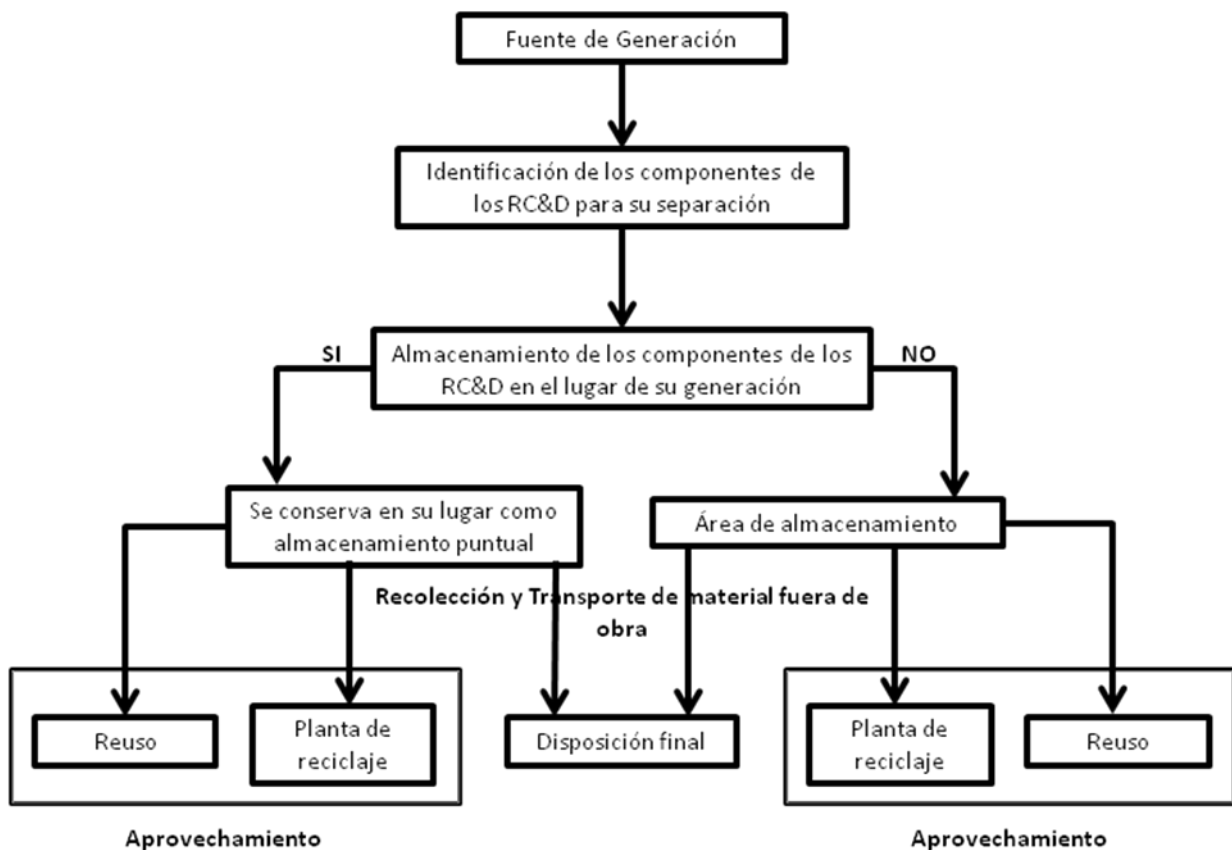 Fuente de Generación
Identificación de los componentes de
los RC&D para su separación
SI
Almacenamiento de los componentes de los
RC&D en el lugar de su generación
NO
Se conserva en su lugar como
almacenamiento puntual
Área de almacenamiento
Recolección y Transporte de material fuera de
obra
Reuso
Planta de
reciclaje
Disposición final
Planta de
reciclaje
Reuso
Aprovechamiento
Aprovechamiento